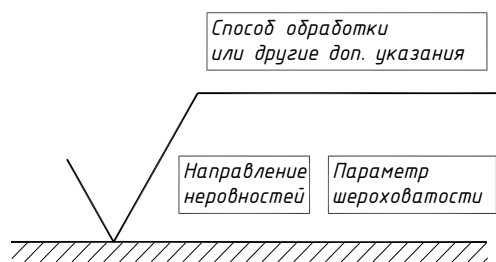 Способ обработки
или другие доп. указания
Направление
неровностей
Параметр
шероховатости